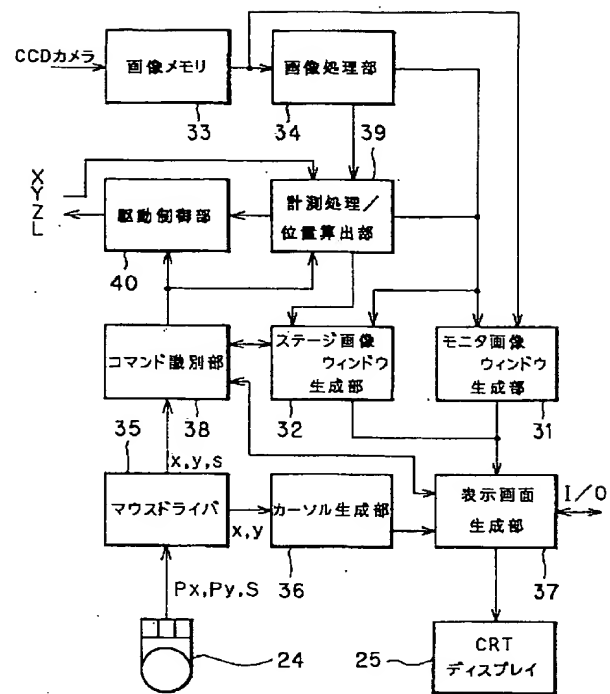 CCDカメラ
画像メモリ
33
画像処理部
34
39
X
Y
Z
L
駆動制御部
40
計測処理/
位置算出部
コマンド識別部
38
ステージ画像
ウィンドウ
生成部
32
モニタ画像
ウィンドウ
生成部
31
35
x,y,s
マウスドライバ
x,y
カーソル生成部
36
表示画面
生成部
37
I/O
Px,Py,S
24
25
CRT
ディスプレイ